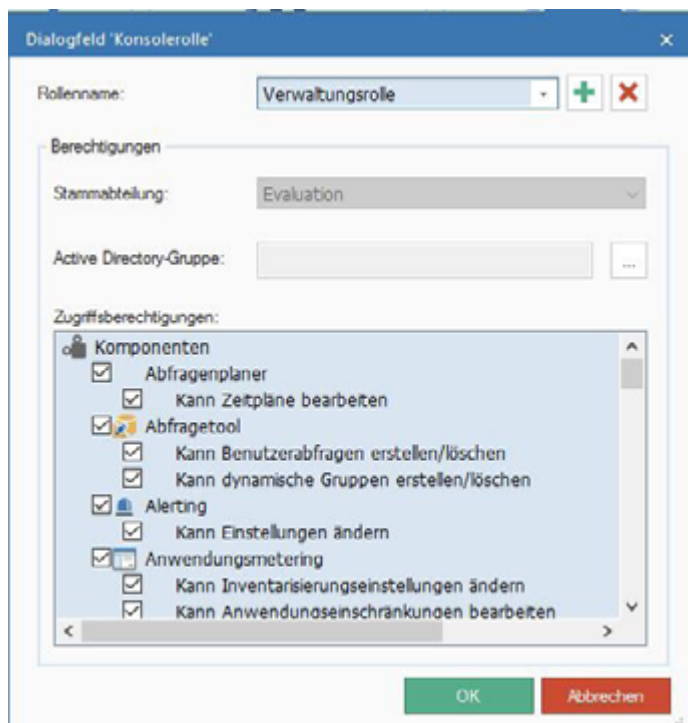 Dialogfeld 'Konsolerolle'
Rollenname: Verwaltungsrolle
Berechtigungen
Stammabteilung: Evaluation
Active Directory-Gruppe: ...
Zugriffsberechtigungen:
Komponenten
Abfragenplaner
Kann Zeitpläne bearbeiten
Abfragetool
Kann Benutzerabfragen erstellen/löschen
Kann dynamische Gruppen erstellen/löschen
Alerting
Kann Einstellungen ändern
Anwendungsmetering
Kann Inventarisierungseinstellungen ändern
Kann Anwendungseinschränkungen bearbeiten
OK Abbrechen